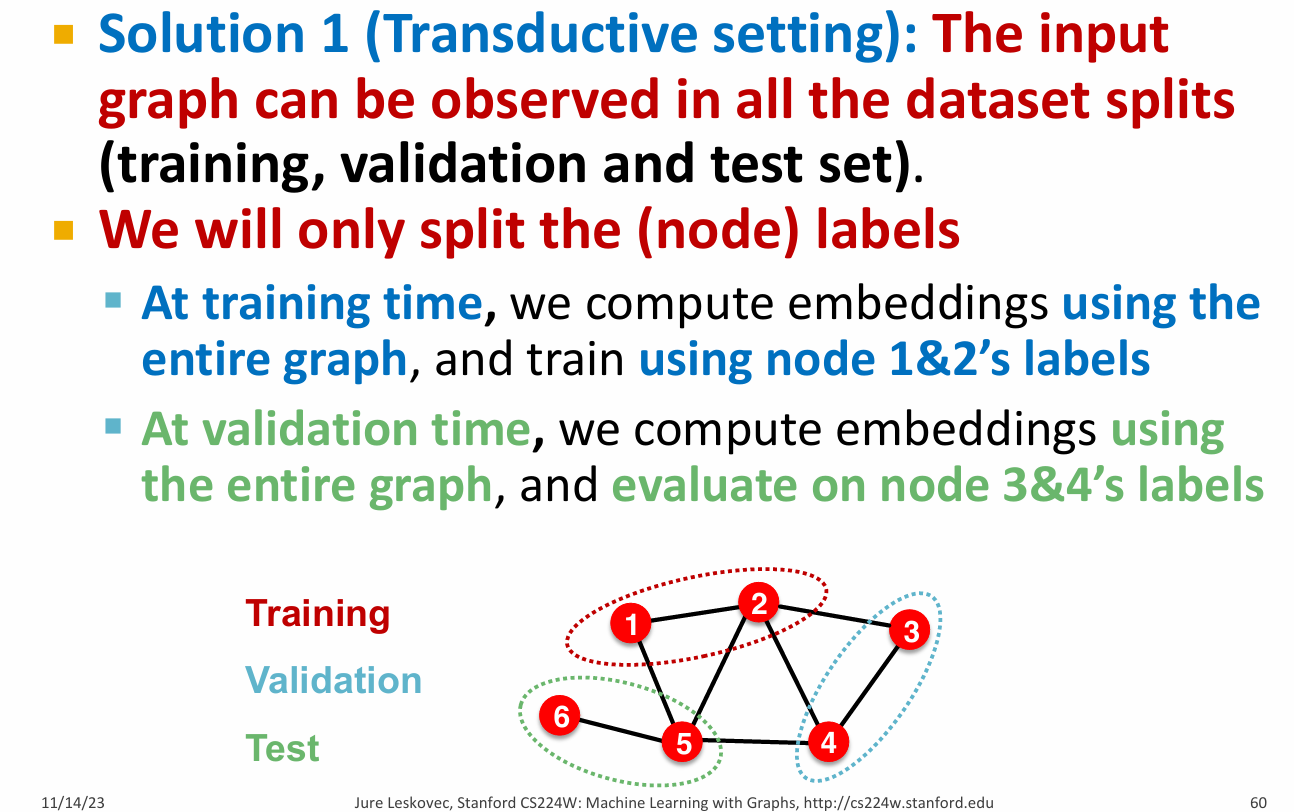 Solution 1 (Transductive setting): The input
graph can be observed in all the dataset splits
(training, validation and test set).
We will only split the (node) labels
At training time, we compute embeddings using the
entire graph, and train using node 1&2’s labels
At validation time, we compute embeddings using
the entire graph, and evaluate on node 3&4’s labels
Training
Validation
Test
1
2
3
6
5
4
11/14/23
Jure Leskovec, Stanford CS224W: Machine Learning with Graphs, http://cs224w.stanford.edu
60